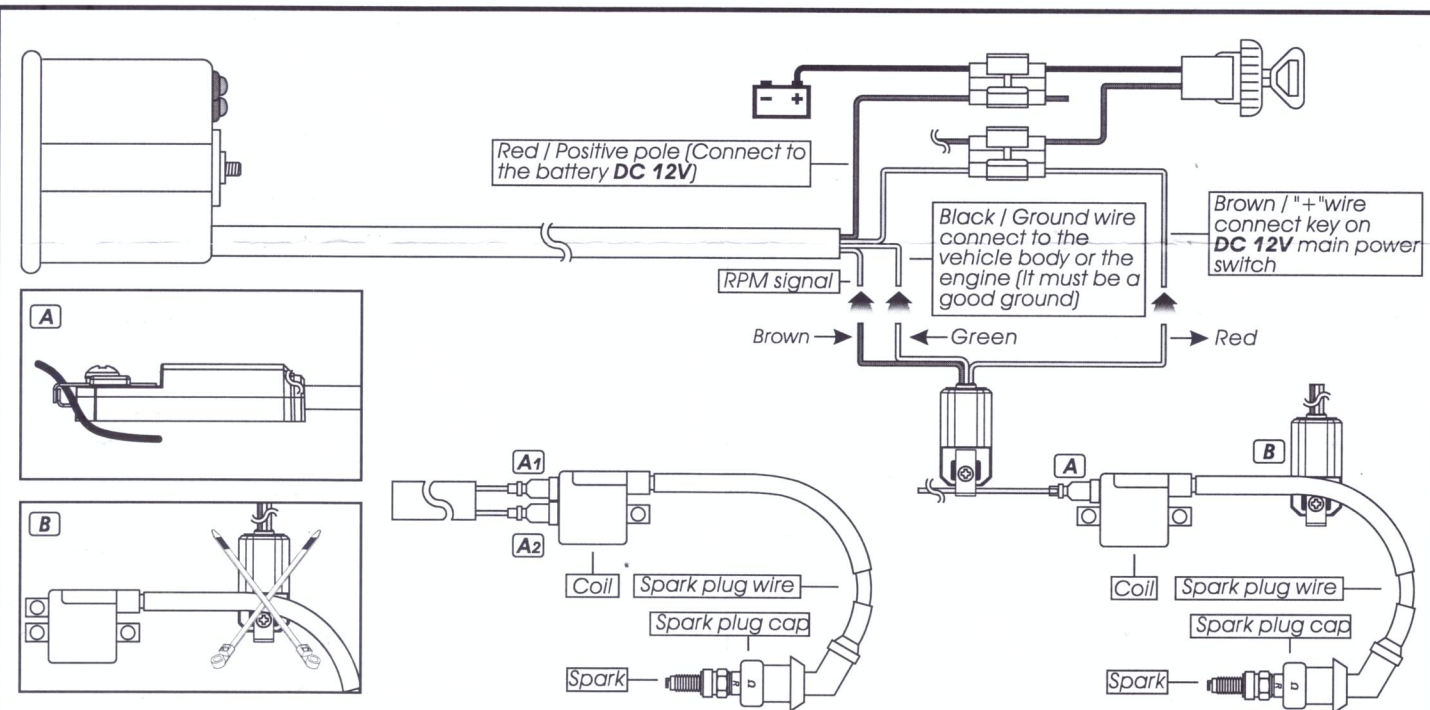 - +
Red / Positive pole (Connect to
the battery DC 12V)
Black / Ground wire
connect to the
vehicle body or the
engine (It must be a
good ground)
Brown / "+"wire
connect key on
DC 12V main power
switch
RPM signal
Brown
Green
Red
A
B
A1
A2
Coil
Spark plug wire
Spark plug cap
Spark
A
B
Coil
Spark plug wire
Spark plug cap
Spark